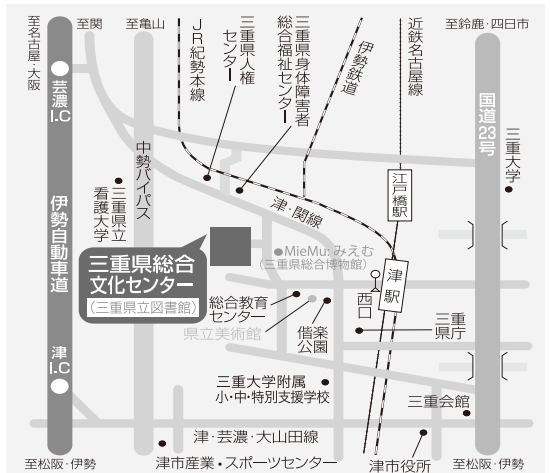 至名古屋・大阪
至関
至亀山
JR紀勢本線
三重県人権
センター
三重県身体障害者
総合福祉センター
伊勢鉄道
近鉄名古屋線
至鈴鹿・四日市
芸濃
I.C
国道23号
三重大学
中勢バイパス
三重県立
看護大学
江戸橋駅
津・関線
伊勢自動車道
MieMu:みえむ
(三重県総合博物館)
三重県総合
文化センター
(三重県立図書館)
津駅
西口
総合教育
センター
県立美術館
偕楽
公園
三重
県庁
津
I.C
三重大学附属
小・中・特別支援学校
三重会館
津・芸濃・大山田線
至松阪・伊勢
津市産業・スポーツセンター
津市役所
至松阪・伊勢